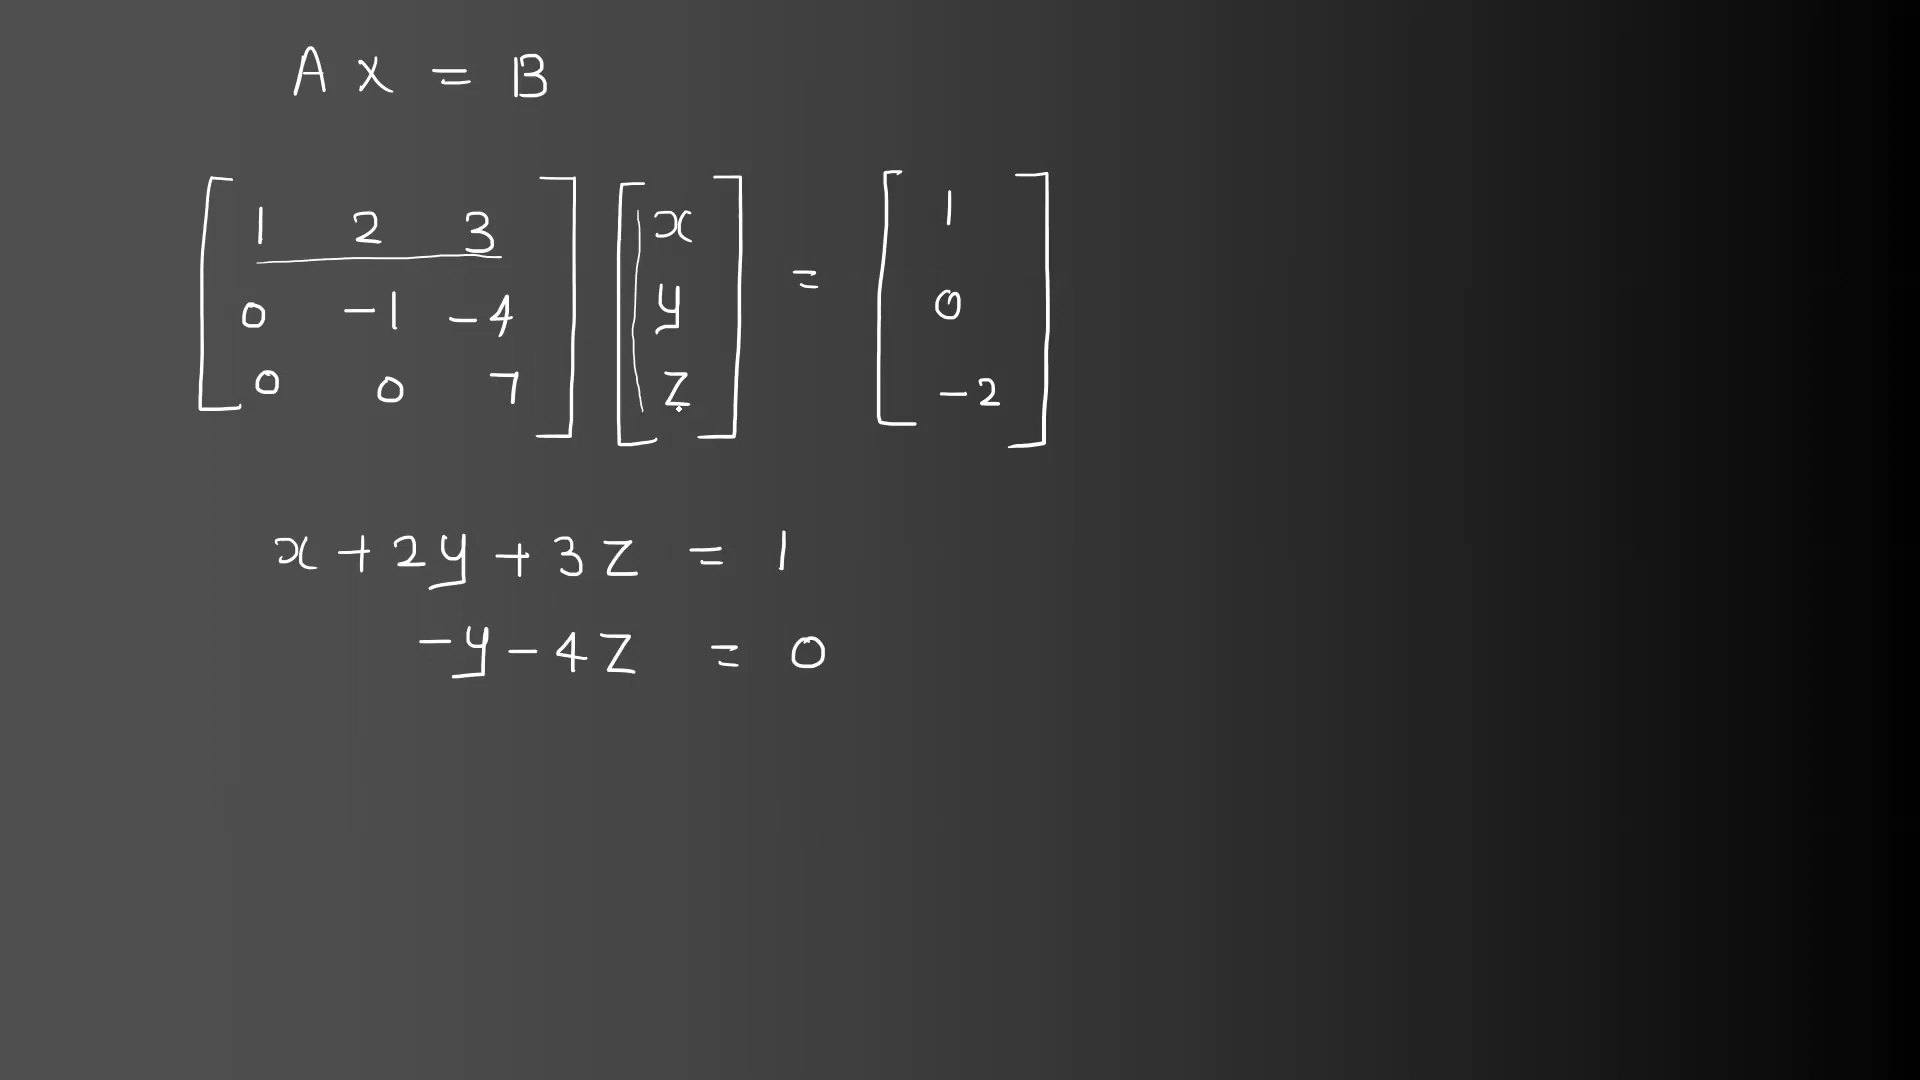 A X = B
[1 2 3] [x] = [1]
[0 -1 -4] [y] [0]
[0 0 7] [z] [-2]
x + 2y + 3z = 1
-y - 4z = 0